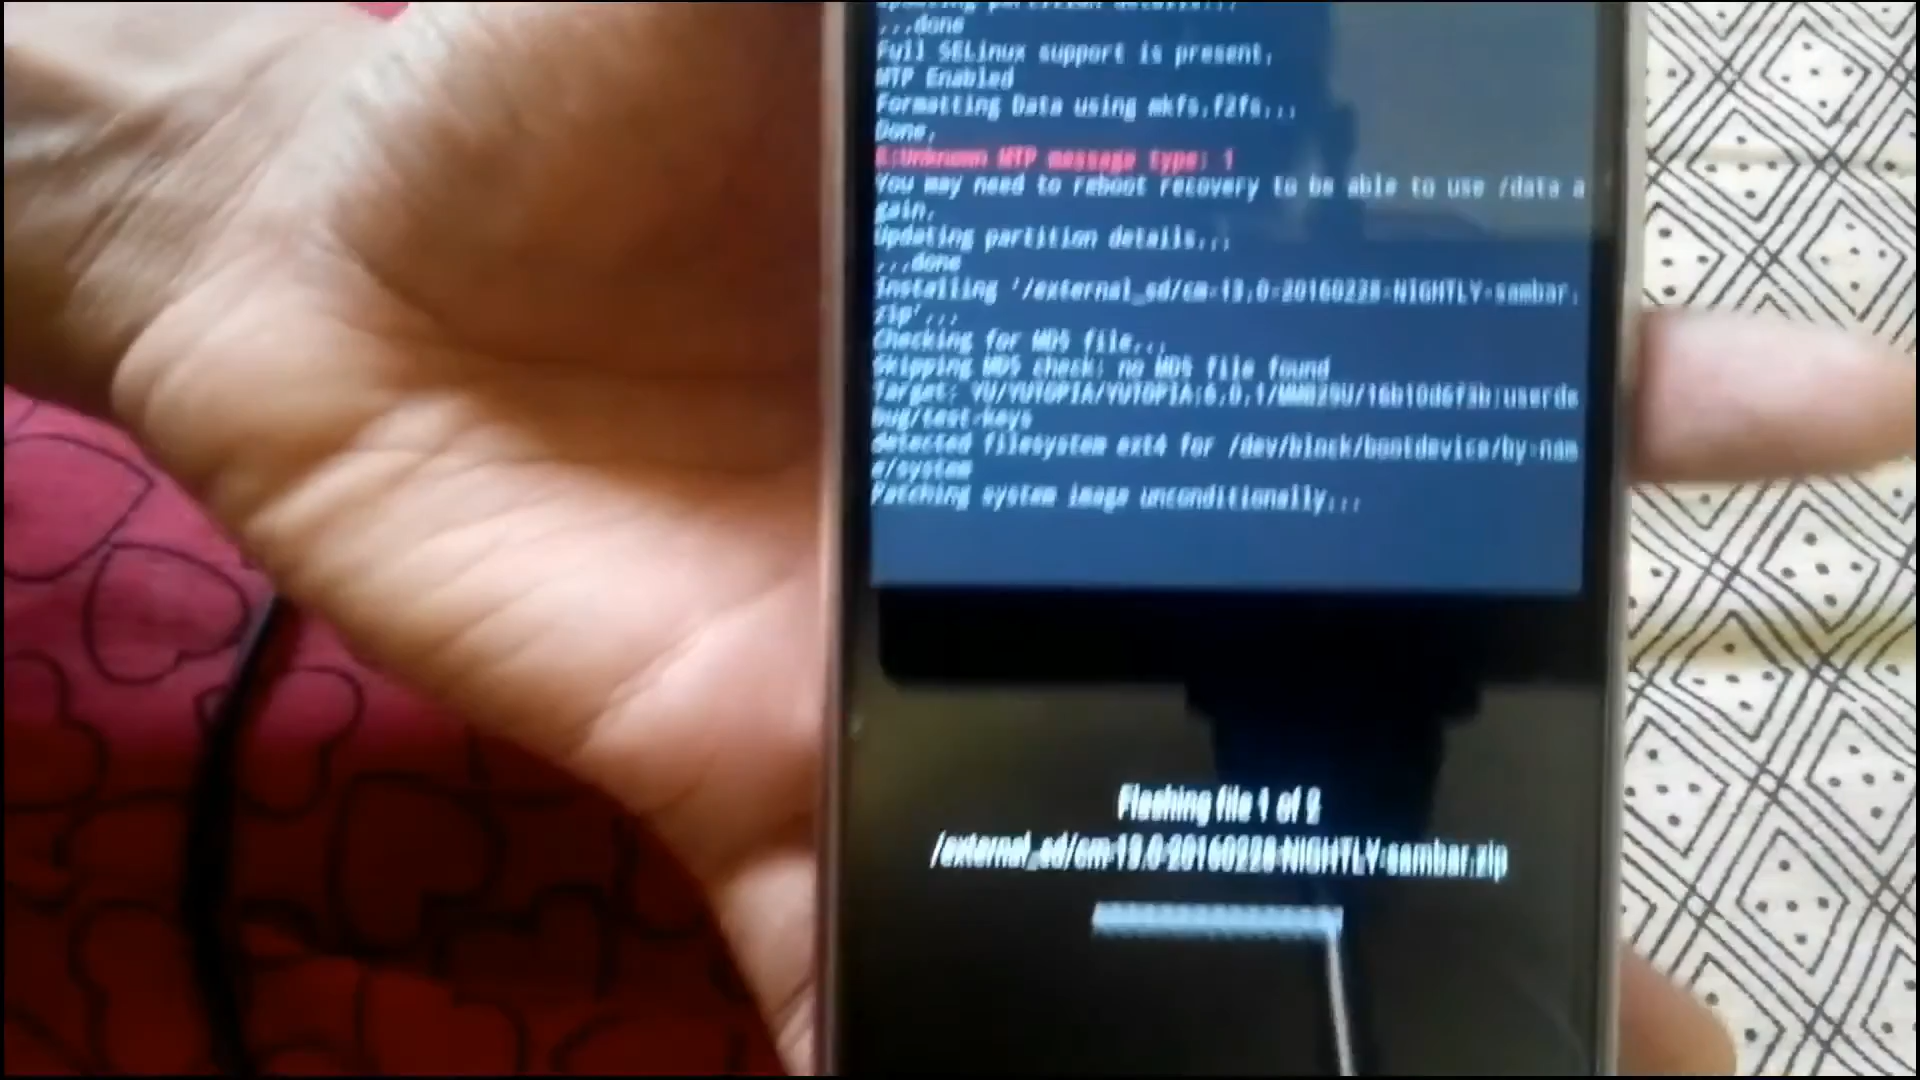 Updating partition details...
...done
Full SELinux support is present.
MTP Enabled
Formatting Data using mkfs.f2fs...
Done.
E:Unknown MTP message type: 1
You may need to reboot recovery to be able to use /data a
gain.
Updating partition details...
...done
Installing '/external_sd/cm-13.0-20160228-NIGHTLY-sambar.
zip'...
Checking for MD5 file...
Skipping MD5 check: no MD5 file found
Target: YU/YUTOPIA/YUTOPIA:6.0.1/MMB29U/16b10d6f3b:userde
bug/test-keys
detected filesystem ext4 for /dev/block/bootdevice/by-nam
e/system
Patching system image unconditionally...
Flashing file 1 of 2
/external_sd/cm-13.0-20160228-NIGHTLY-sambar.zip